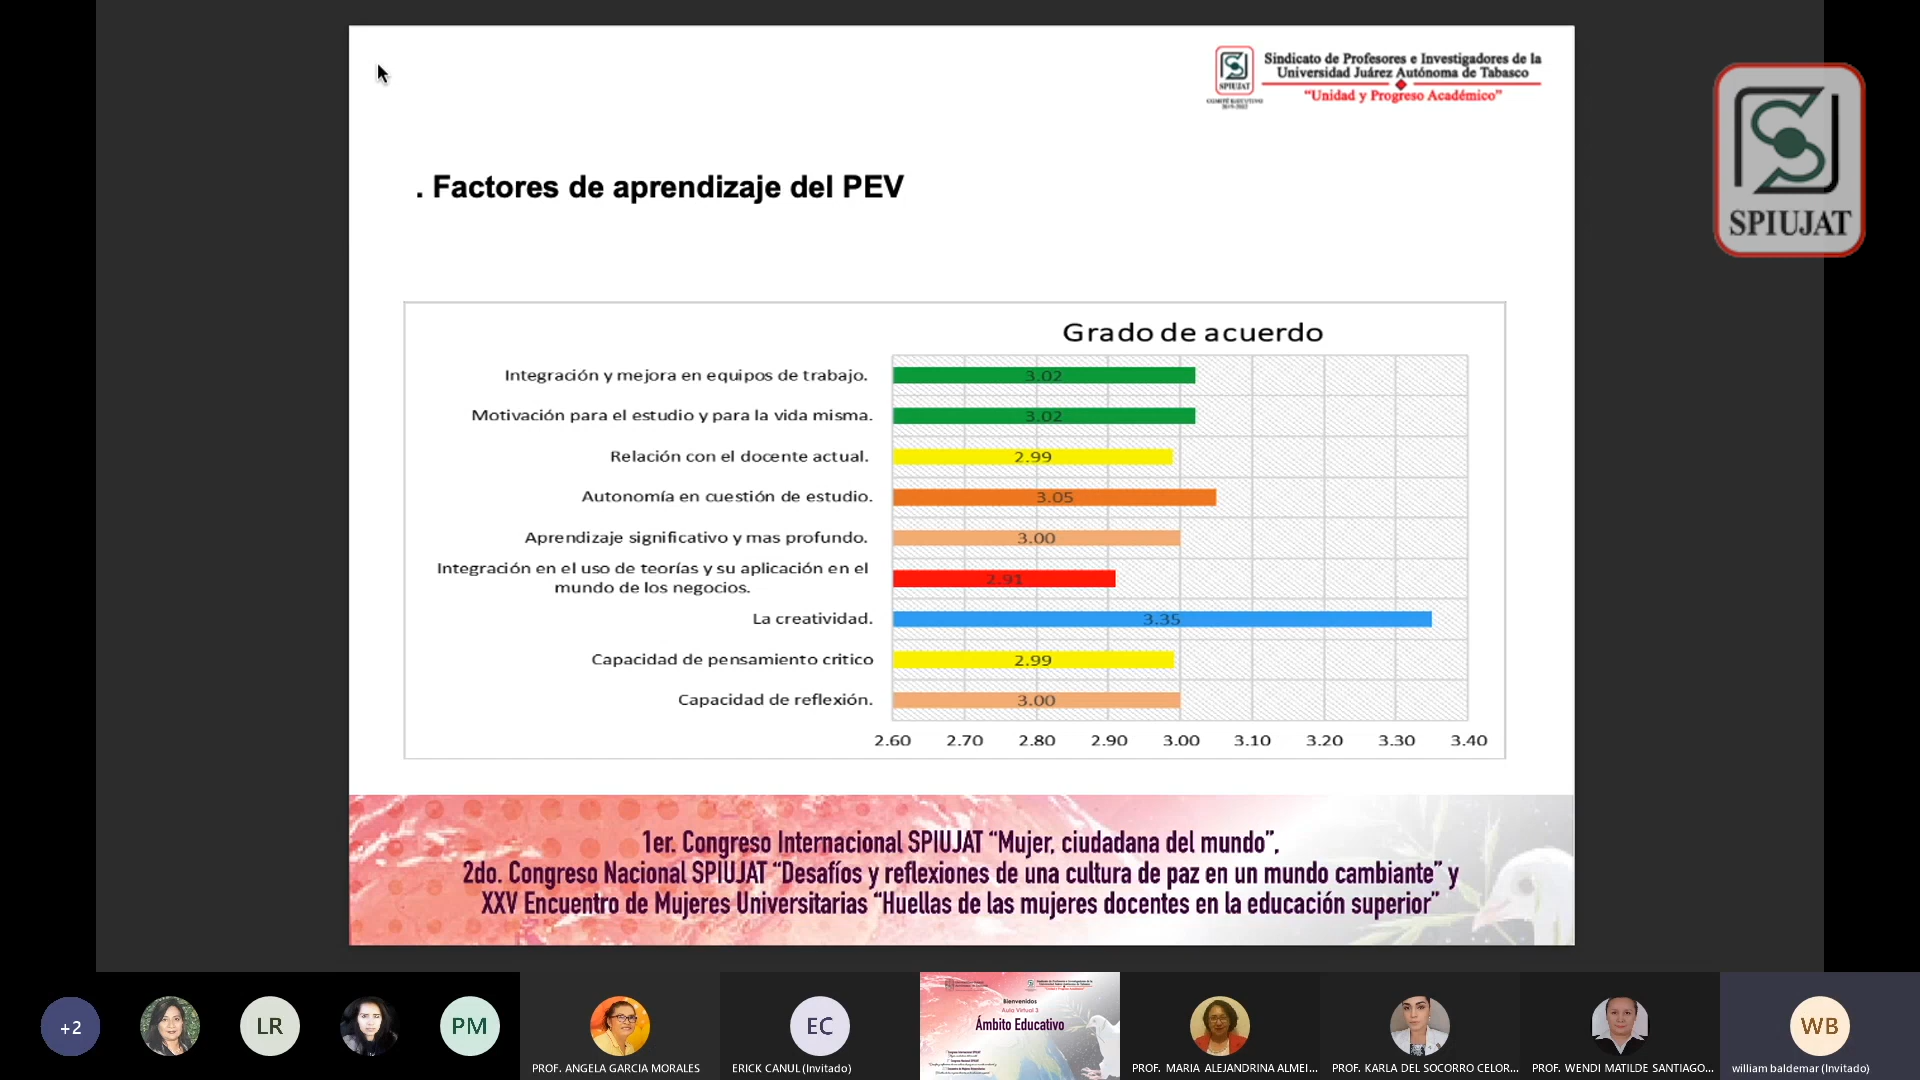 SPIUJAT
Sindicato de Profesores e Investigadores de la
Universidad Juárez Autónoma de Tabasco
"Unidad y Progreso Académico"
COMITÉ EJECUTIVO
2019-2022
SPIUJAT
. Factores de aprendizaje del PEV
Grado de acuerdo
Integración y mejora en equipos de trabajo. 3.02
Motivación para el estudio y para la vida misma. 3.02
Relación con el docente actual. 2.99
Autonomía en cuestión de estudio. 3.05
Aprendizaje significativo y mas profundo. 3.00
Integración en el uso de teorías y su aplicación en el
mundo de los negocios. 2.91
La creatividad. 3.35
Capacidad de pensamiento critico 2.99
Capacidad de reflexión. 3.00
2.60 2.70 2.80 2.90 3.00 3.10 3.20 3.30 3.40
1er. Congreso Internacional SPIUJAT “Mujer, ciudadana del mundo”,
2do. Congreso Nacional SPIUJAT “Desafíos y reflexiones de una cultura de paz en un mundo cambiante” y
XXV Encuentro de Mujeres Universitarias “Huellas de las mujeres docentes en la educación superior”
+2
LR
PM
PROF. ANGELA GARCIA MORALES
EC
ERICK CANUL (Invitado)
Bienvenidos
Aula Virtual 3
Ámbito Educativo
PROF. MARIA ALEJANDRINA ALMEI...
PROF. KARLA DEL SOCORRO CELOR...
PROF. WENDI MATILDE SANTIAGO...
WB
william baldemar (Invitado)